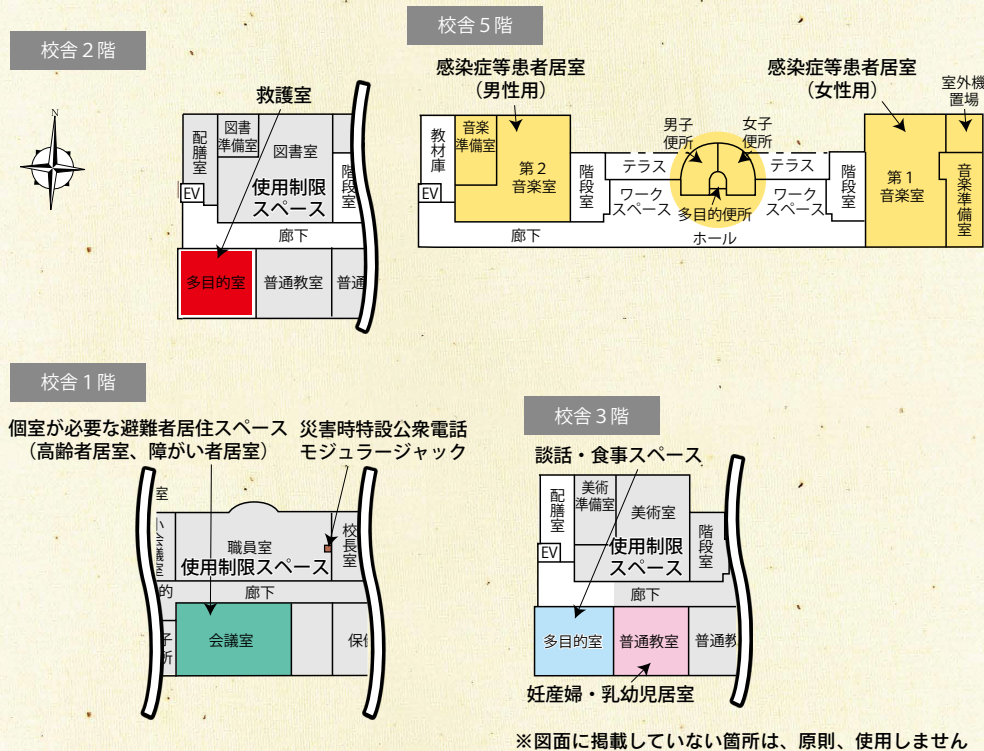 校舎2階
N
救護室
配膳室
図書
準備室
図書室
階段室
EV
使用制限
スペース
廊下
多目的室
普通教室
普通
校舎5階
感染症等患者居室
（男性用）
感染症等患者居室
（女性用）
室外機
置場
教材庫
音楽
準備室
第2
音楽室
EV
階段室
テラス
ワーク
スペース
男子
便所
女子
便所
多目的便所
テラス
ワーク
スペース
階段室
第1
音楽室
音楽準備室
廊下
ホール
校舎1階
個室が必要な避難者居住スペース
（高齢者居室、障がい者居室）
災害時特設公衆電話
モジュラージャック
室
小会議室
職員室
使用制限スペース
校長室
的
廊下
子
所
会議室
保
校舎3階
談話・食事スペース
配膳室
美術
準備室
美術室
階段室
EV
使用制限
スペース
廊下
多目的室
普通教室
普通教
妊産婦・乳幼児居室
※図面に掲載していない箇所は、原則、使用しません